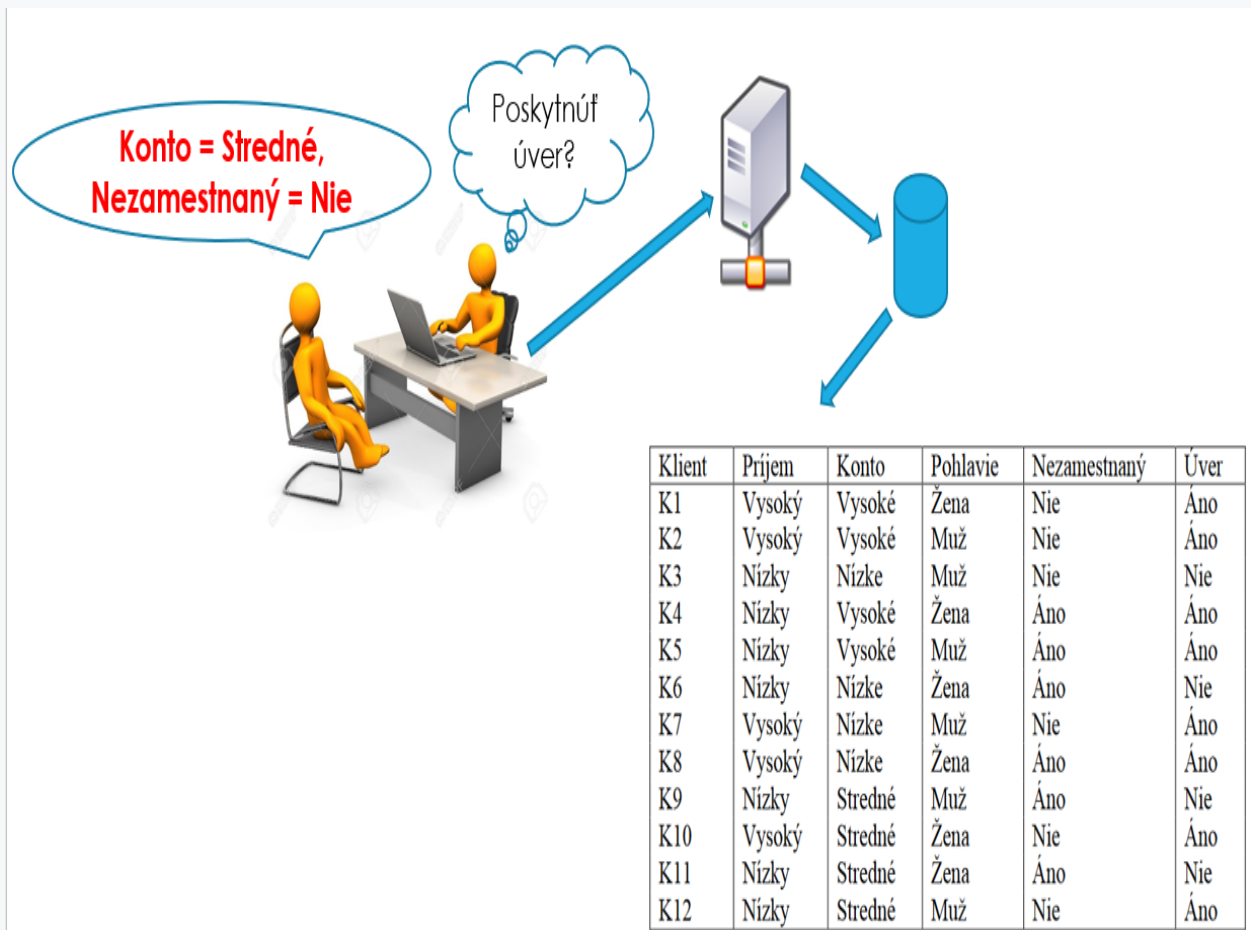 Konto = Stredné,
Nezamestnaný = Nie
Poskytnúť
úver?
Klient Príjem Konto Pohlavie Nezamestnaný Úver
K1 Vysoký Vysoké Žena Nie Áno
K2 Vysoký Vysoké Muž Nie Áno
K3 Nízky Nízke Muž Nie Nie
K4 Nízky Vysoké Žena Áno Áno
K5 Nízky Vysoké Muž Áno Áno
K6 Nízky Nízke Žena Áno Nie
K7 Vysoký Nízke Muž Nie Áno
K8 Vysoký Nízke Žena Áno Áno
K9 Nízky Stredné Muž Áno Nie
K10 Vysoký Stredné Žena Nie Áno
K11 Nízky Stredné Žena Áno Nie
K12 Nízky Stredné Muž Nie Áno